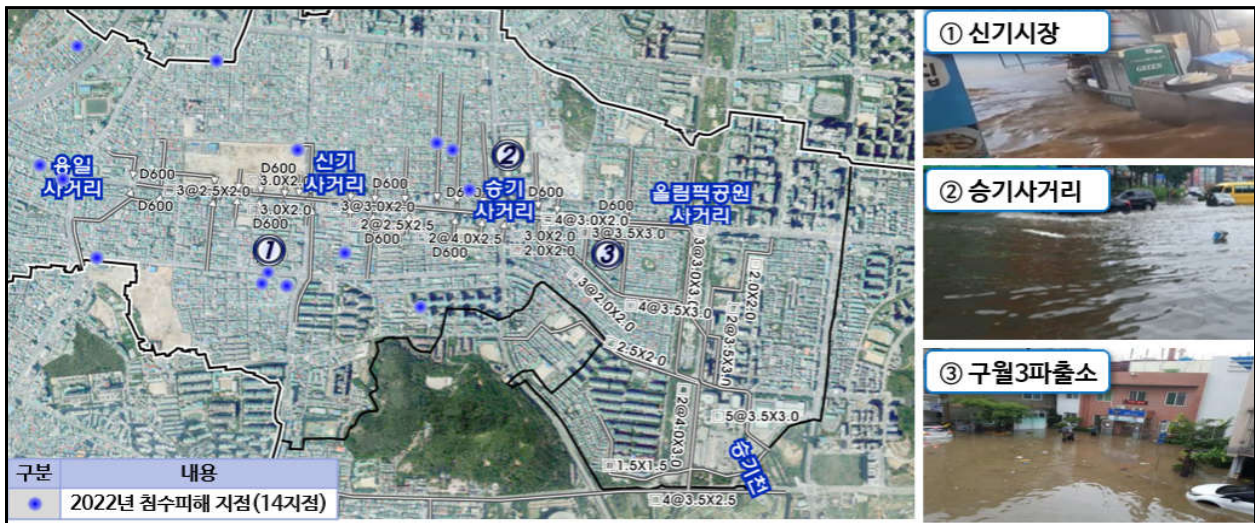 용일
사거리
D600
D600
3@2.5X2.0
D600
3.0X2.0
3.0X2.0
D600
신기
사거리
①
D600
3@3.0X2.0
2@2.5X2.5
D600
②
승기
사거리
2@4.0X2.5
D600
D600
4@3.0X2.0
3.0X2.0
2.0X2.0
D600
3@3.5X3.0
③
올림픽공원
사거리
3@2.0X2.0
4@3.5X3.0
3@3.0X3.0
2.0X2.0
2@3.5X3.0
2.5X2.0
2@4.0X3.0
5@3.5X3.0
1.5X1.5
4@3.5X2.5
승기천
구분 내용
2022년 침수피해 지점(14지점)
① 신기시장
GREEN
② 승기사거리
③ 구월3파출소